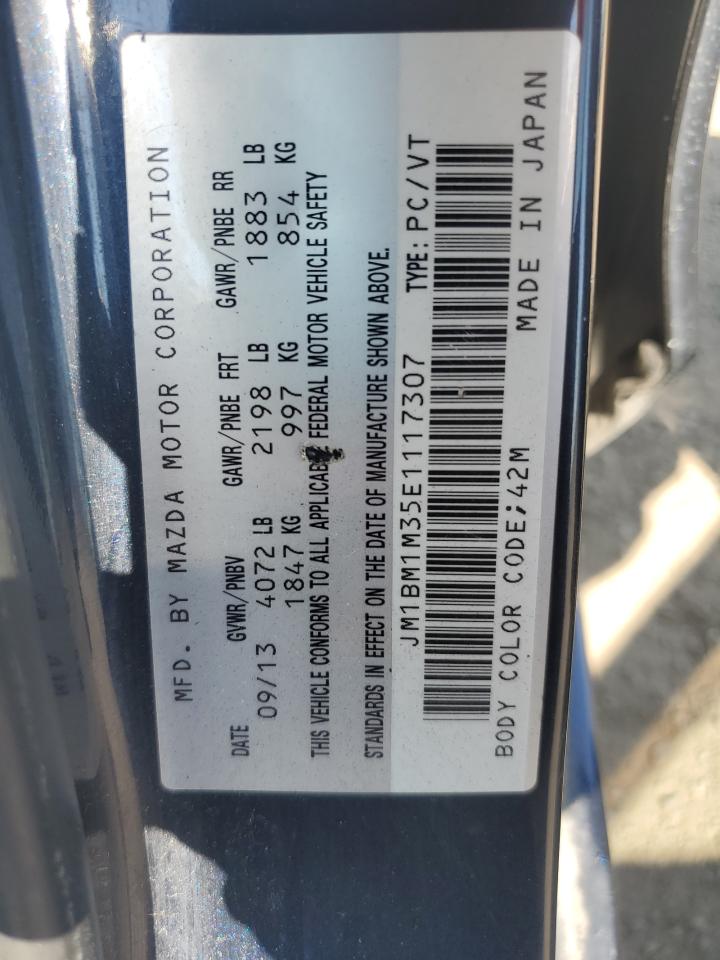 MFD. BY MAZDA MOTOR CORPORATION
DATE GVWR/PNBV GAWR/PNBE FRT GAWR/PNBE RR
09/13 4072 LB 2198 LB 1883 LB
1847 KG 997 KG 854 KG
THIS VEHICLE CONFORMS TO ALL FEDERAL MOTOR VEHICLE SAFETY
STANDARDS IN EFFECT ON THE DATE OF MANUFACTURE SHOWN ABOVE.
JM1BM1M35E1117307 TYPE: PC/VT
BODY COLOR CODE;42M MADE IN JAPAN